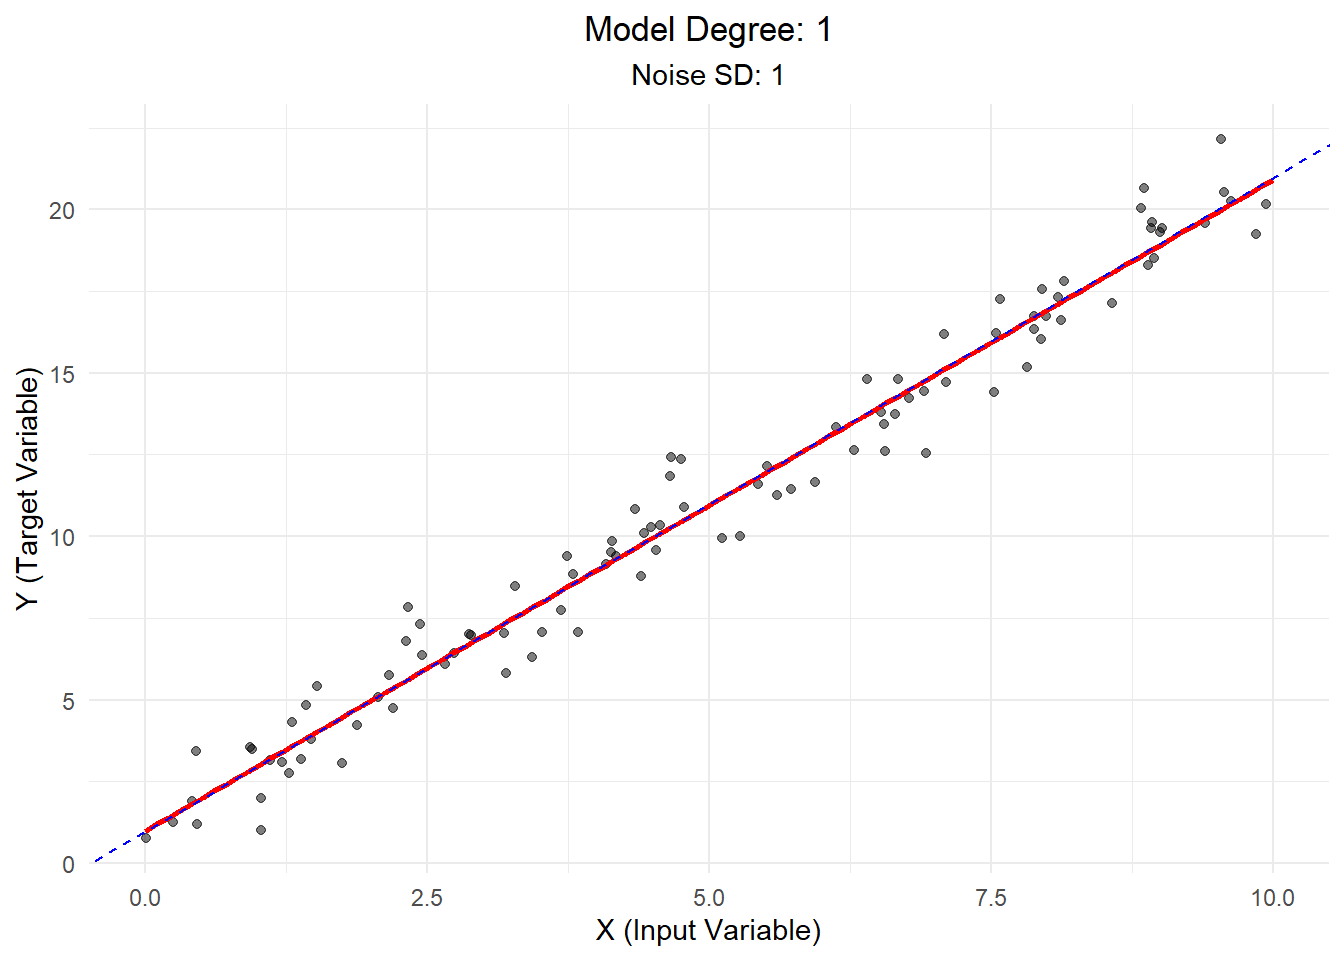 Model Degree: 1
Noise SD: 1
Y (Target Variable)
20
15
10
5
0
0.0
2.5
5.0
7.5
10.0
X (Input Variable)